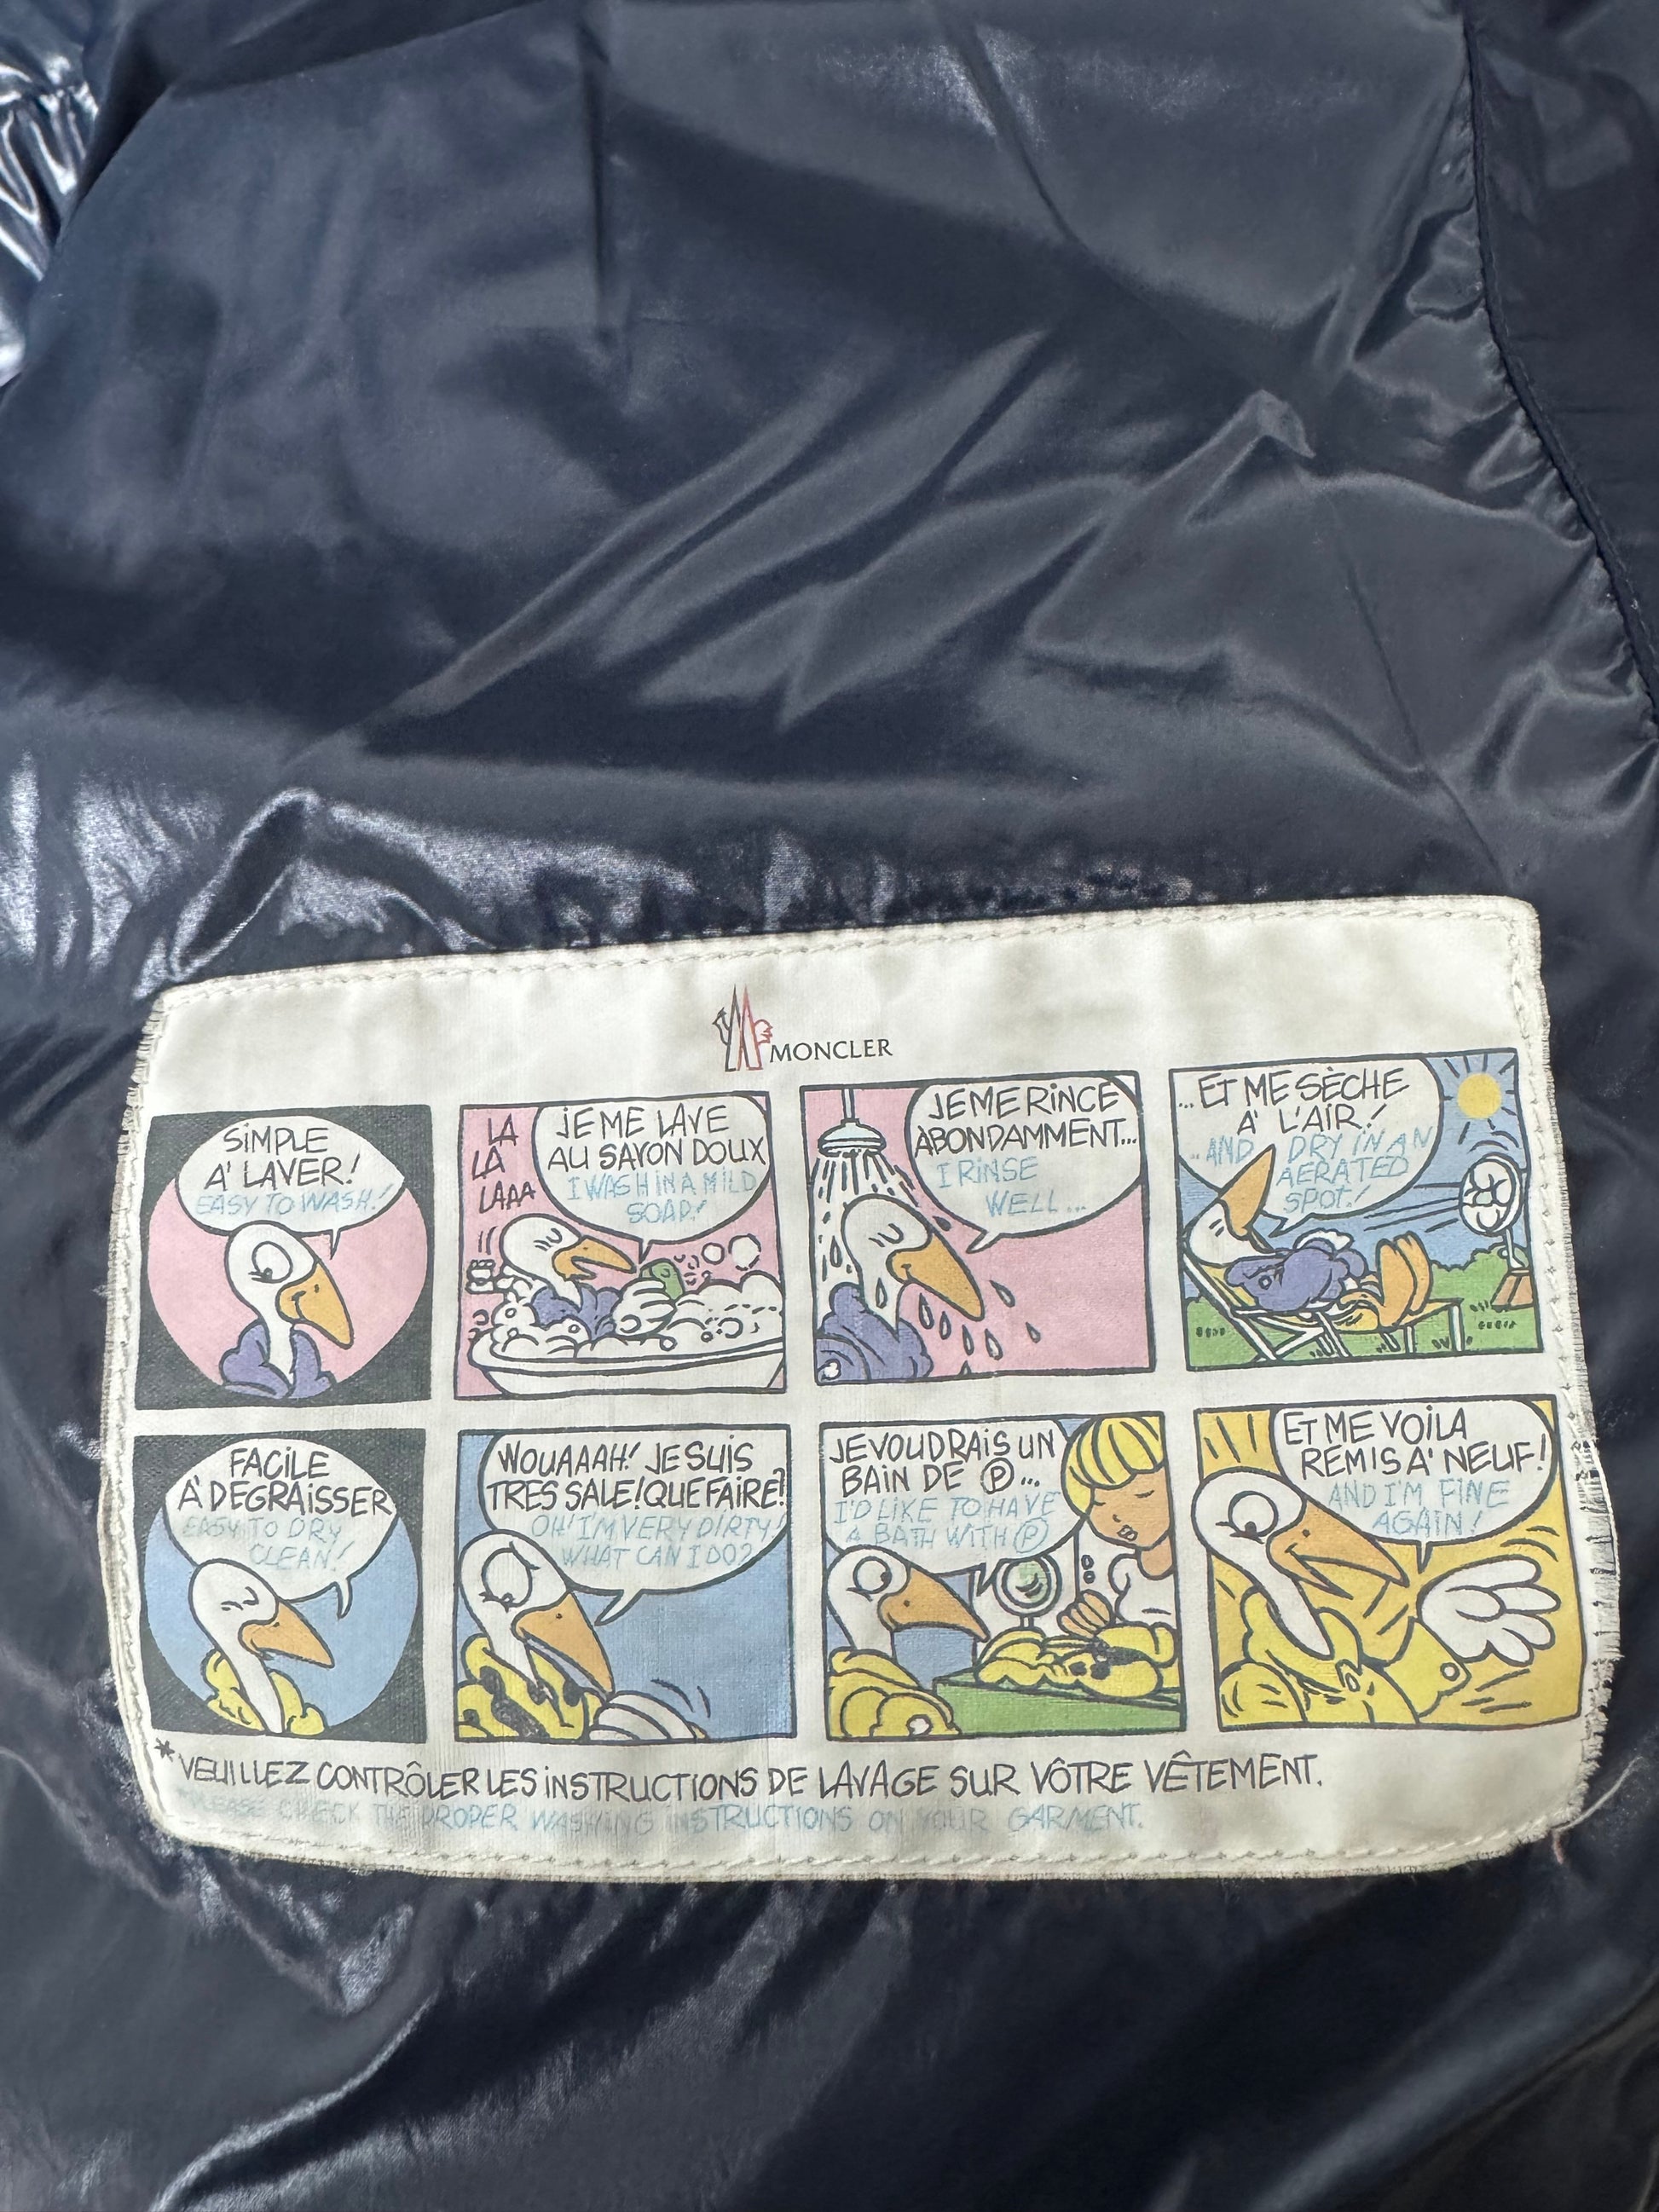 MONCLER
SiMPLE
A' LAVER!
EASY TO WASH!
LA
LA
LAAA
JE ME LAVE
AU SAVON DOUX
I WASH IN A MILD
SOAP!
JE ME RiNCE
ABONDAMMENT...
I RINSE
WELL...
...ET ME SÈCHE
A' L'AIR!
...AND DRY IN AN
AERATED
SPOT!
FACiLE
A' DEGRAiSSER
EASY TO DRY
CLEAN!
WOUAAAH! JE SUIS
TRES SALE! QUE FAIRE?
OH! I'M VERY DIRTY!
WHAT CAN I DO?
JE VOUDRAiS UN
BAIN DE Ⓟ...
I'D LIKE TO HAVE
A BATH WITH Ⓟ
ET ME VOiLA
REMIS A' NEUF!
AND I'M FINE
AGAIN!
*VEUILLEZ CONTRÔLER LES iNSTRUCTIONS DE LAVAGE SUR VÔTRE VÊTEMENT.
*PLEASE CHECK THE PROPER WASHING INSTRUCTIONS ON YOUR GARMENT.